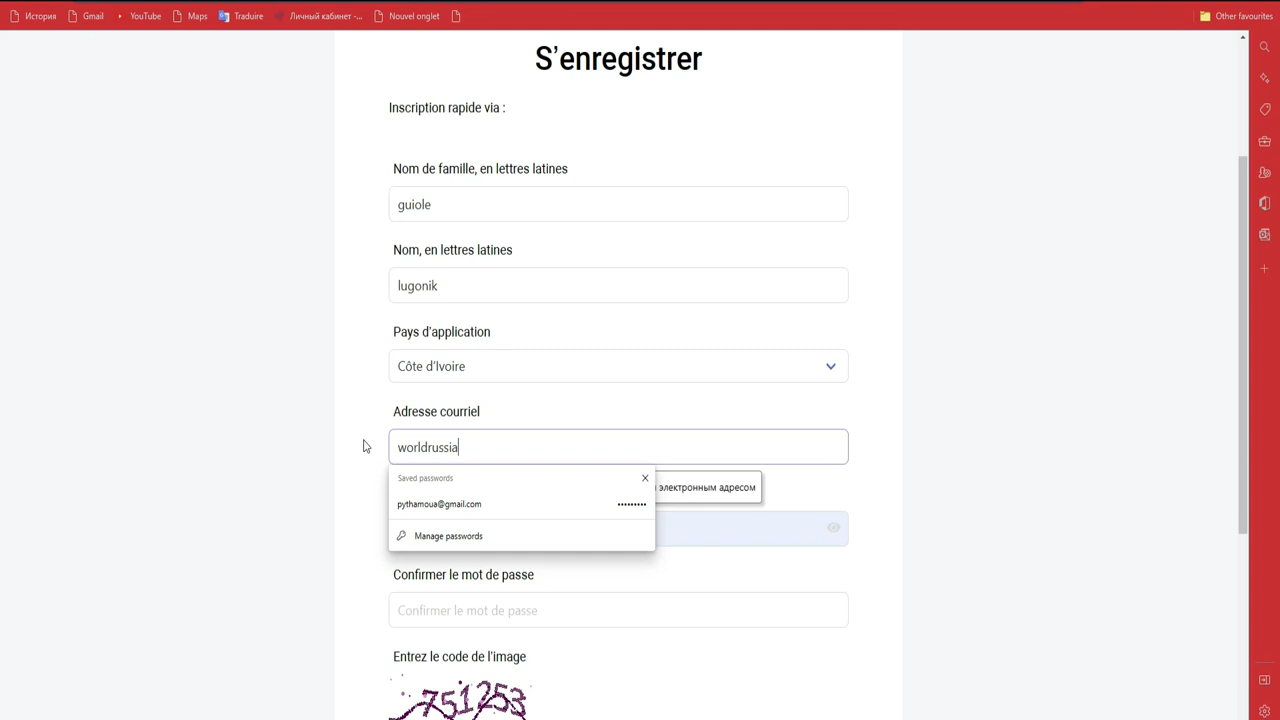 История Gmail YouTube Maps Traduire Личный кабинет -... Nouvel onglet Other favourites
S'enregistrer
Inscription rapide via :
Nom de famille, en lettres latines
guiole
Nom, en lettres latines
lugonik
Pays d'application
Côte d'Ivoire
Adresse courriel
worldrussia
Saved passwords
электронным адресом
pythamoua@gmail.com •••••••••
Manage passwords
Confirmer le mot de passe
Confirmer le mot de passe
Entrez le code de l'image
751253